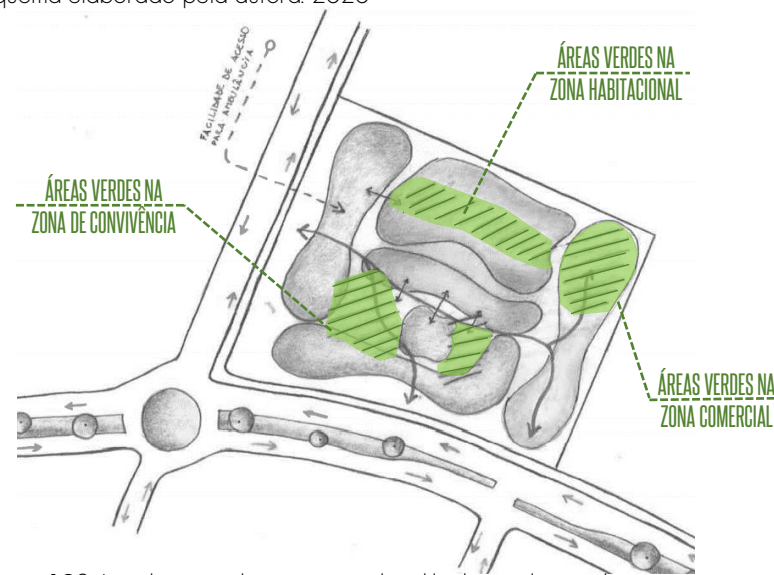 elaborado pela autora. 2020
FACILIDADE DE ACESSO
PARA AMBULÂNCIA
ÁREAS VERDES NA
ZONA HABITACIONAL
ÁREAS VERDES NA
ZONA DE CONVIVÊNCIA
ÁREAS VERDES NA
ZONA COMERCIAL